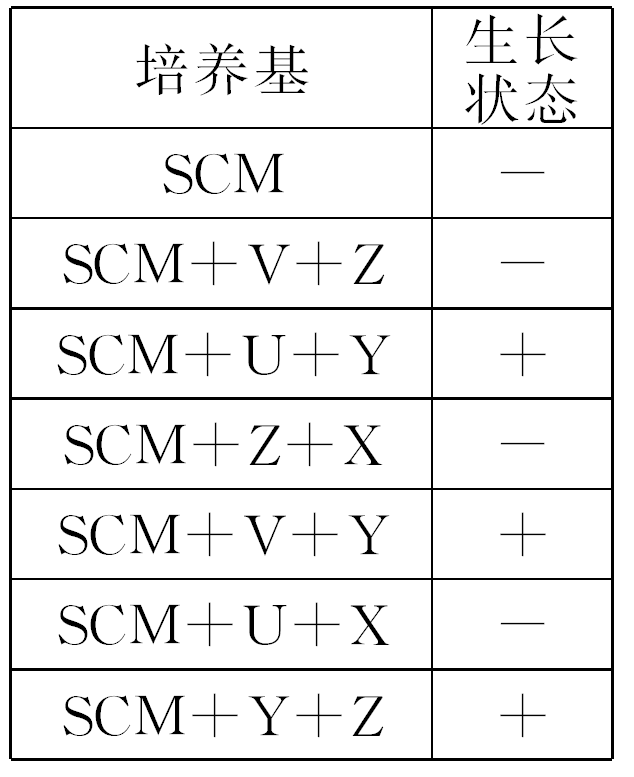 培养基 生长状态
SCM －
SCM＋V＋Z －
SCM＋U＋Y ＋
SCM＋Z＋X －
SCM＋V＋Y ＋
SCM＋U＋X －
SCM＋Y＋Z ＋